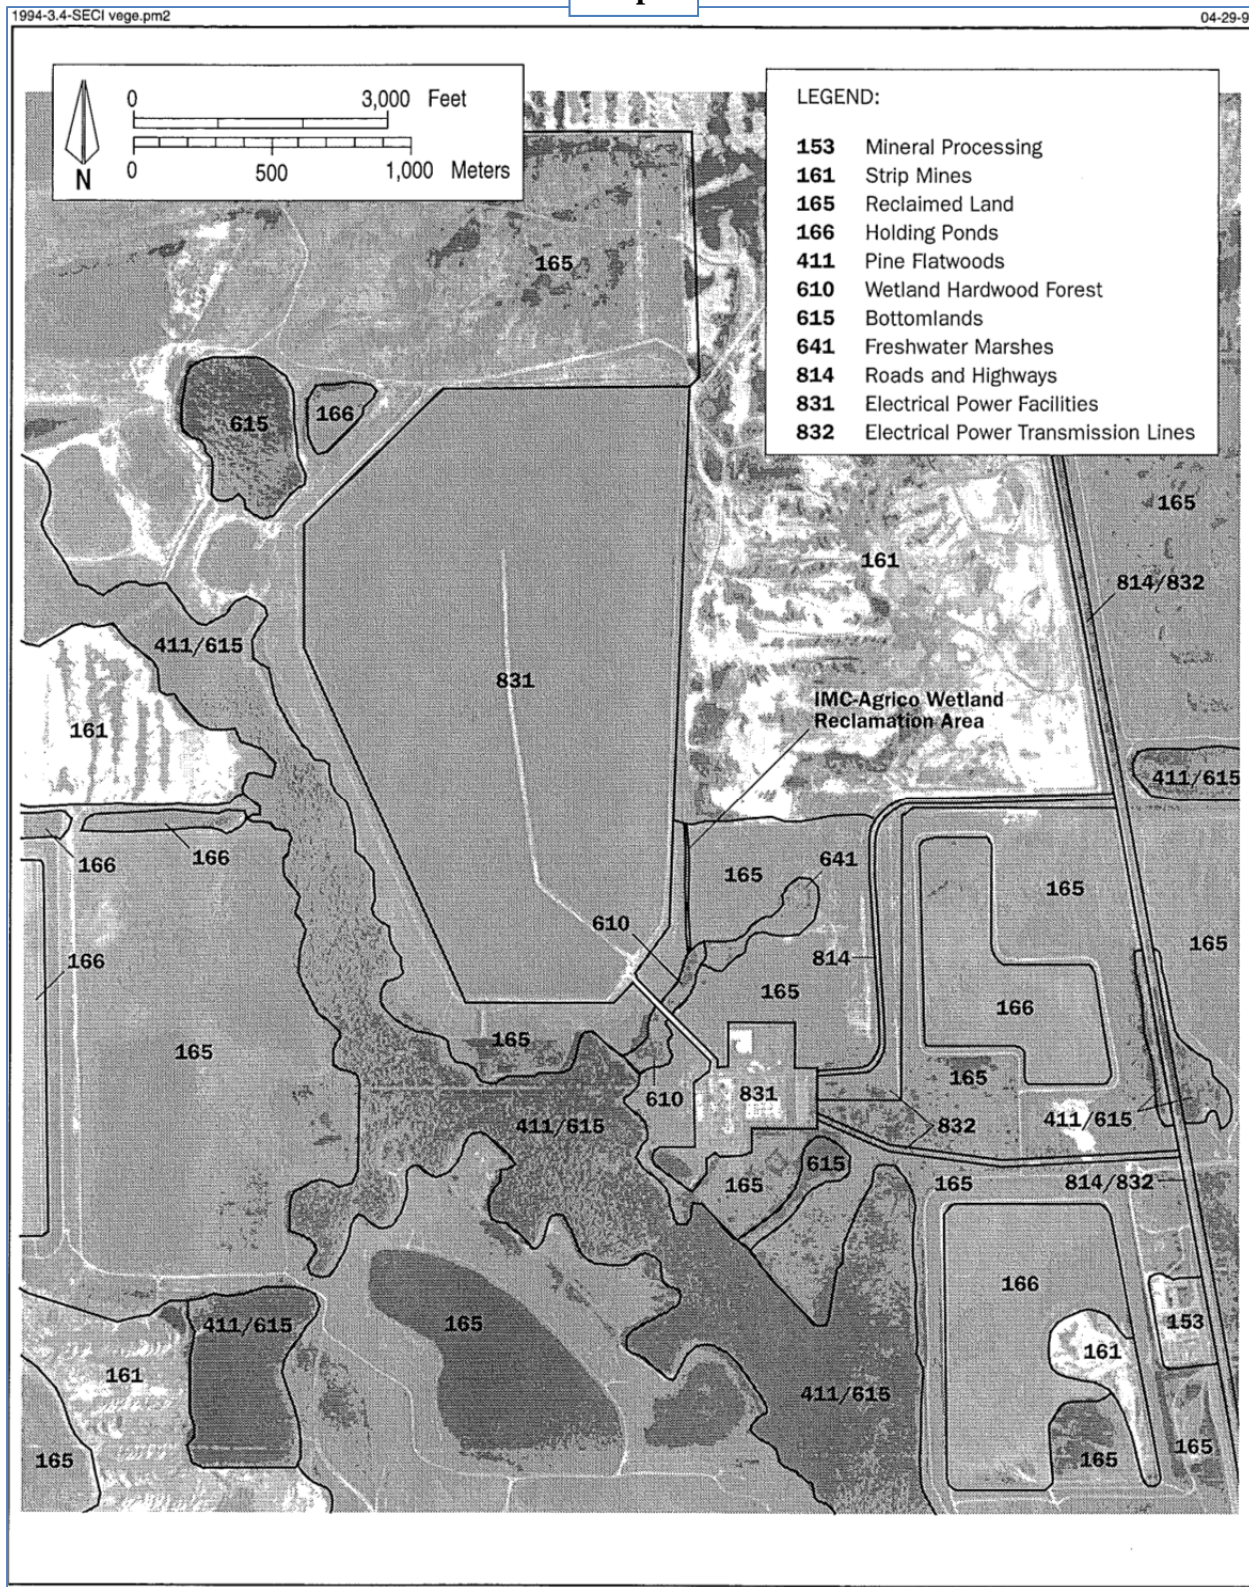 1994-3.4-SECI vege.pm2
04-29-9
0 3,000 Feet
0 500 1,000 Meters
N
LEGEND:
153 Mineral Processing
161 Strip Mines
165 Reclaimed Land
166 Holding Ponds
411 Pine Flatwoods
610 Wetland Hardwood Forest
615 Bottomlands
641 Freshwater Marshes
814 Roads and Highways
831 Electrical Power Facilities
832 Electrical Power Transmission Lines
165
615
166
165
161
814/832
411/615
831
161
IMC-Agrico Wetland
Reclamation Area
411/615
166
166
165
641
165
610
165
814
166
165
166
165
165
165
610
831
411/615
832
411/615
165
615
165
814/832
166
411/615
165
153
161
161
411/615
165
165
165